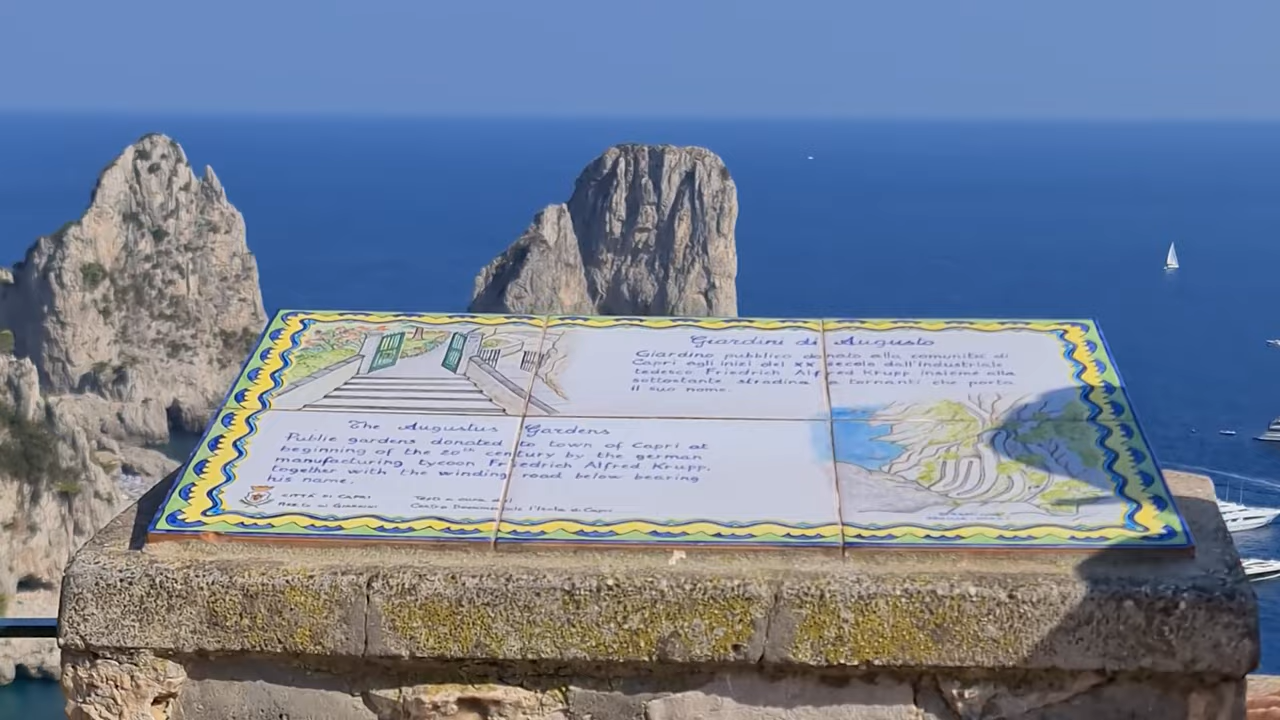 Giardini di Augusto
Giardino pubblico donato alla comunità di
Capri agli inizi del XX secolo dall'industriale
tedesco Friedrich Alfred Krupp insieme alla
sottostante stradina a tornanti che porta
il suo nome.
The Augustus Gardens
Public gardens donated to town of Capri at
beginning of the 20th century by the german
manufacturing tycoon Friedrich Alfred Krupp,
together with the winding road below bearing
his name.
CITTÀ DI CAPRI